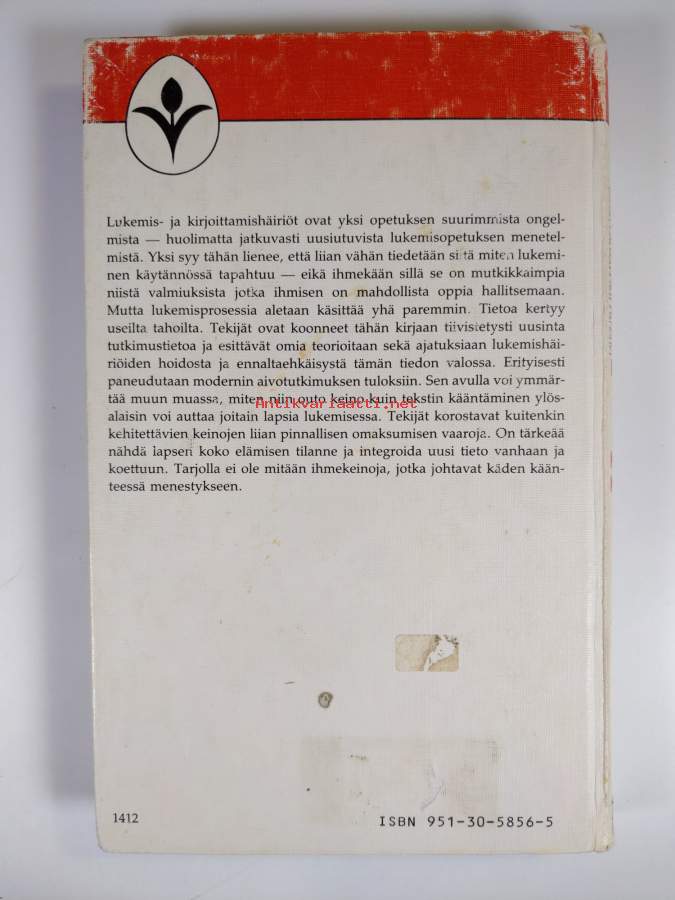 Lukemis- ja kirjoittamishäiriöt ovat yksi opetuksen suurimmista ongel-
mista — huolimatta jatkuvasti uusiutuvista lukemisopetuksen menetel-
mistä. Yksi syy tähän lienee, että liian vähän tiedetään siitä miten lukemi-
nen käytännössä tapahtuu — eikä ihmekään sillä se on mutkikkaimpia
niistä valmiuksista jotka ihmisen on mahdollista oppia hallitsemaan.
Mutta lukemisprosessia aletaan käsittää yhä paremmin. Tietoa kertyy
useilta tahoilta. Tekijät ovat koonneet tähän kirjaan tiivistetysti uusinta
tutkimustietoa ja esittävät omia teorioitaan sekä ajatuksiaan lukemishäi-
riöiden hoidosta ja ennaltaehkäisystä tämän tiedon valossa. Erityisesti
paneudutaan modernin aivotutkimuksen tuloksiin. Sen avulla voi ymmär-
tää muun muassa, miten niin outo keino kuin tekstin kääntäminen ylös-
Antikvariaatti.net
alaisin voi auttaa joitain lapsia lukemisessa. Tekijät korostavat kuitenkin
kehitettävien keinojen liian pinnallisen omaksumisen vaaroja. On tärkeää
nähdä lapsen koko elämisen tilanne ja integroida uusi tieto vanhaan ja
koettuun. Tarjolla ei ole mitään ihmekeinoja, jotka johtavat käden kään-
teessä menestykseen.
1412
ISBN 951-30-5856-5